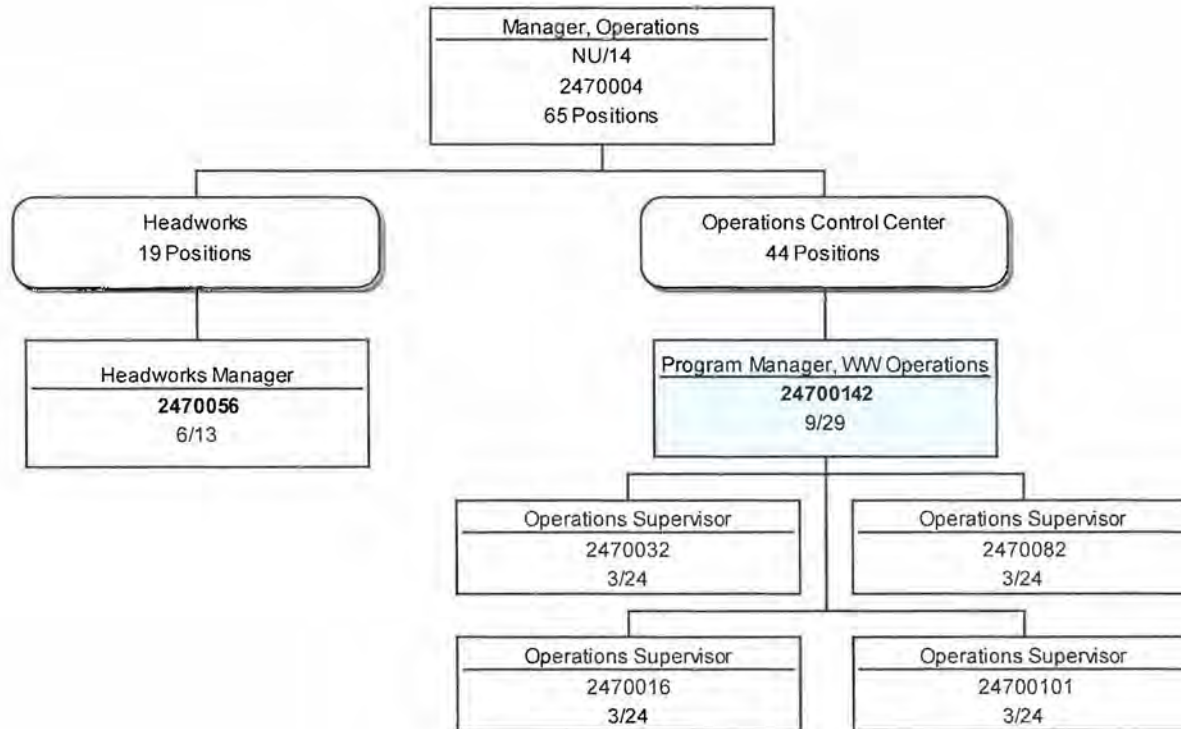 Manager, Operations
NU/14
2470004
65 Positions
Headworks
19 Positions
Operations Control Center
44 Positions
Headworks Manager
2470056
6/13
Program Manager, WW Operations
24700142
9/29
Operations Supervisor
2470032
3/24
Operations Supervisor
2470082
3/24
Operations Supervisor
2470016
3/24
Operations Supervisor
24700101
3/24